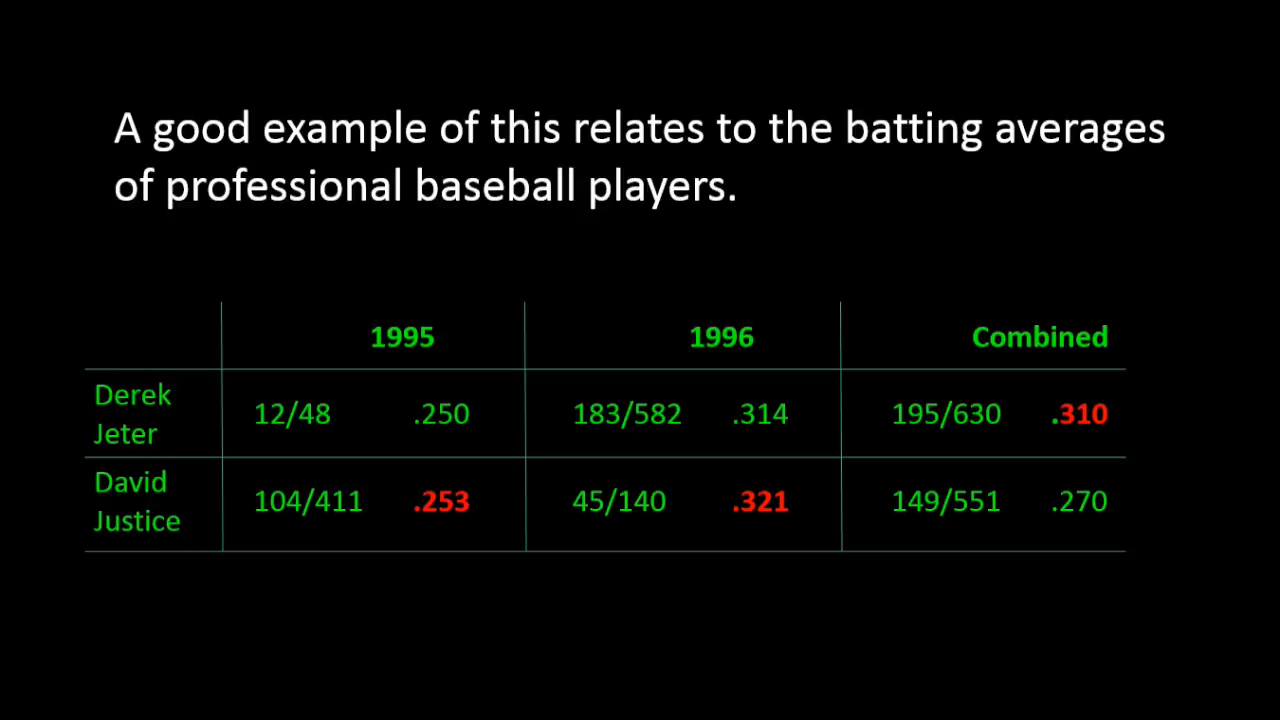 A good example of this relates to the batting averages
of professional baseball players.
1995 1996 Combined
Derek
Jeter
12/48 .250 183/582 .314 195/630 .310
David
Justice
104/411 .253 45/140 .321 149/551 .270